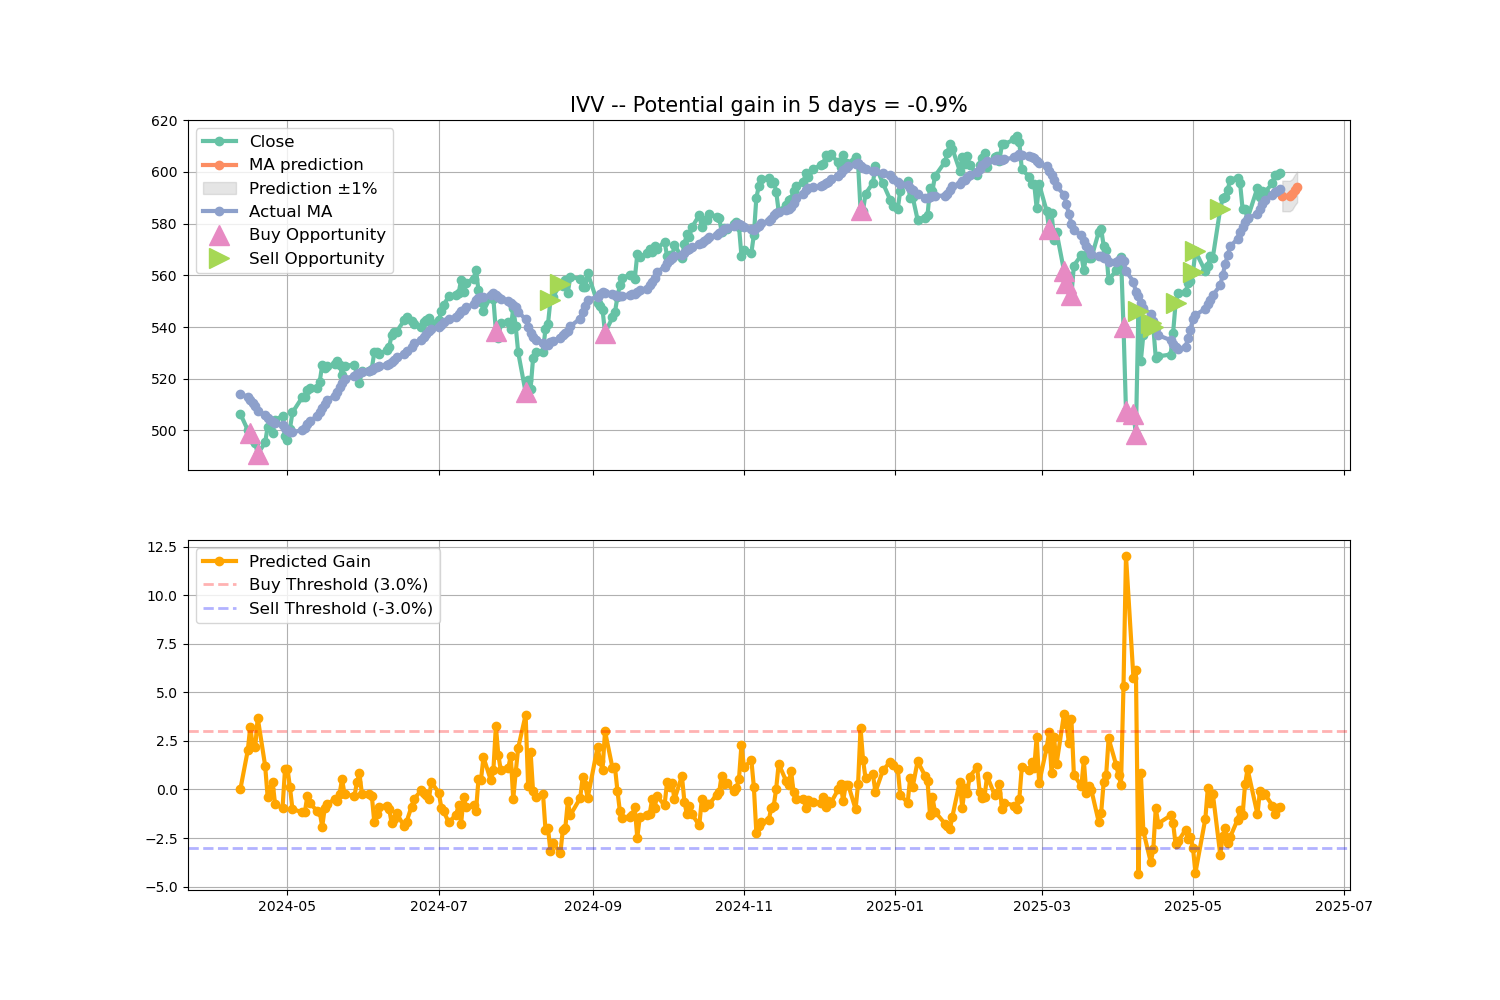 IVV -- Potential gain in 5 days = -0.9%
620
600
580
560
540
520
500
Close
MA prediction
Prediction ±1%
Actual MA
Buy Opportunity
Sell Opportunity
12.5
10.0
7.5
5.0
2.5
0.0
−2.5
−5.0
Predicted Gain
Buy Threshold (3.0%)
Sell Threshold (-3.0%)
2024-05
2024-07
2024-09
2024-11
2025-01
2025-03
2025-05
2025-07